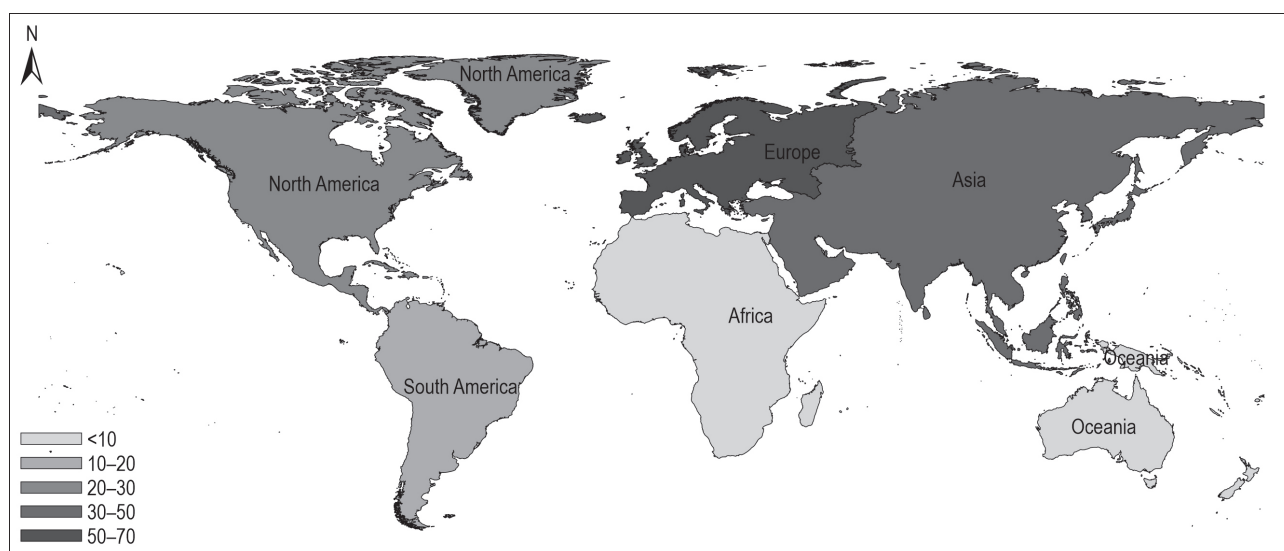 N
North America
North America
Europe
Asia
Africa
South America
Oceania
Oceania
<10
10–20
20–30
30–50
50–70